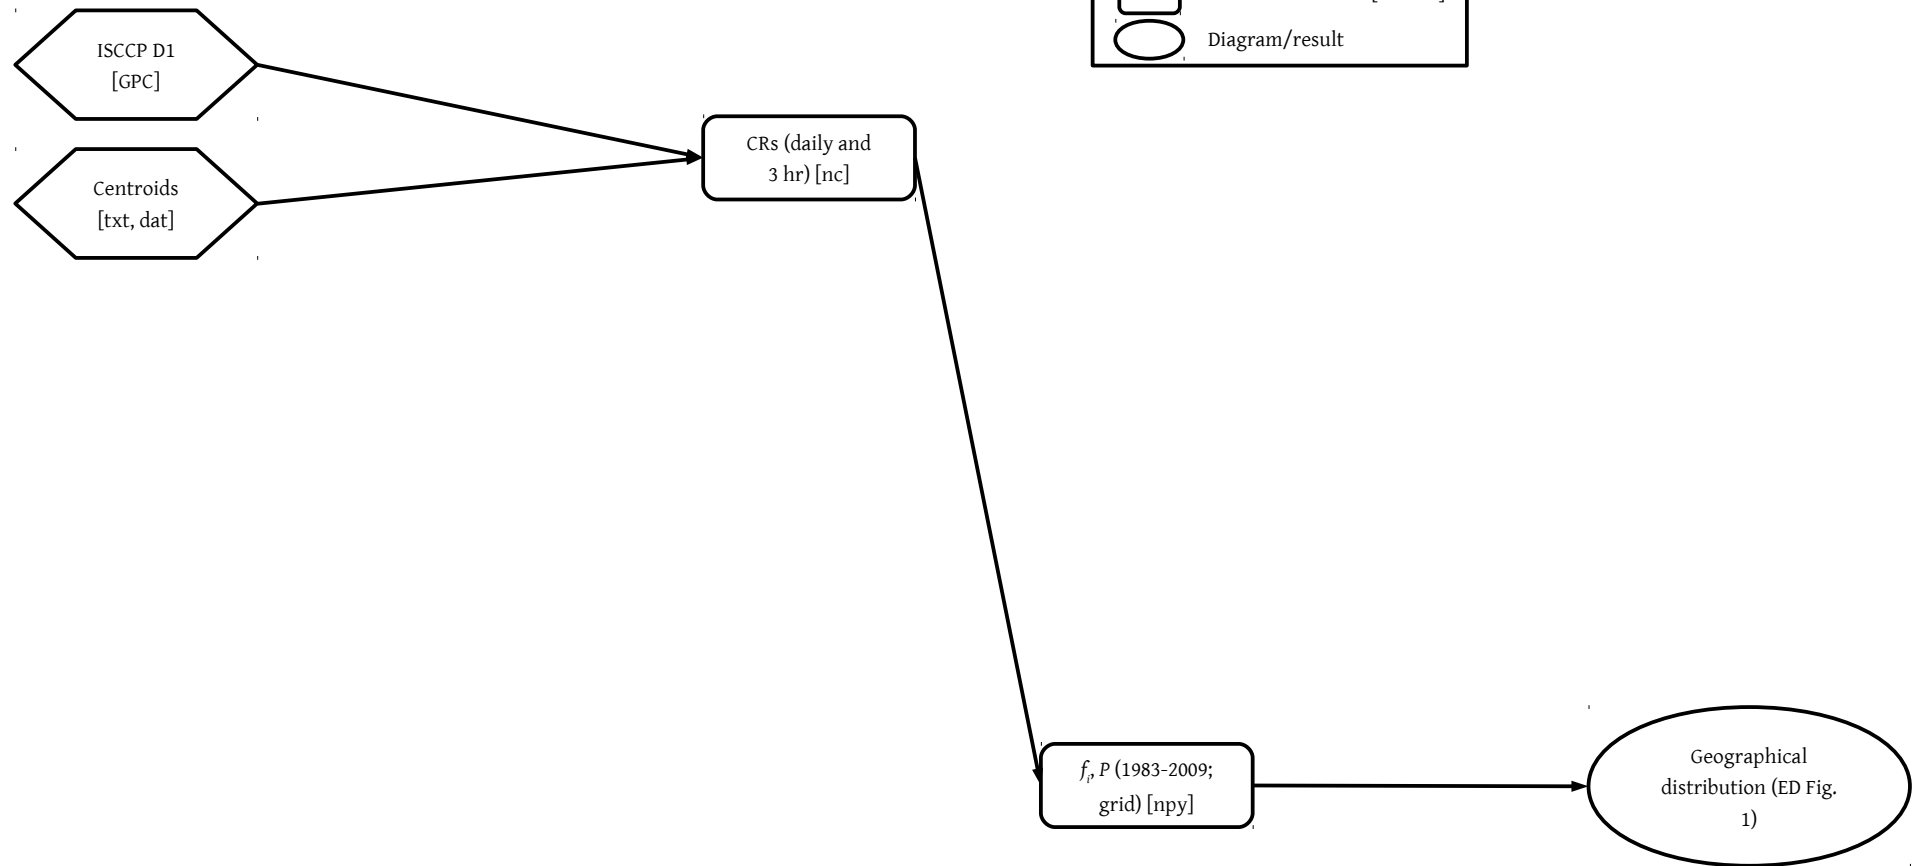 Diagram/result
ISCCP D1
[GPC]
CRs (daily and
3 hr) [nc]
Centroids
[txt, dat]
fi, P (1983-2009;
grid) [npy]
Geographical
distribution (ED Fig.
1)